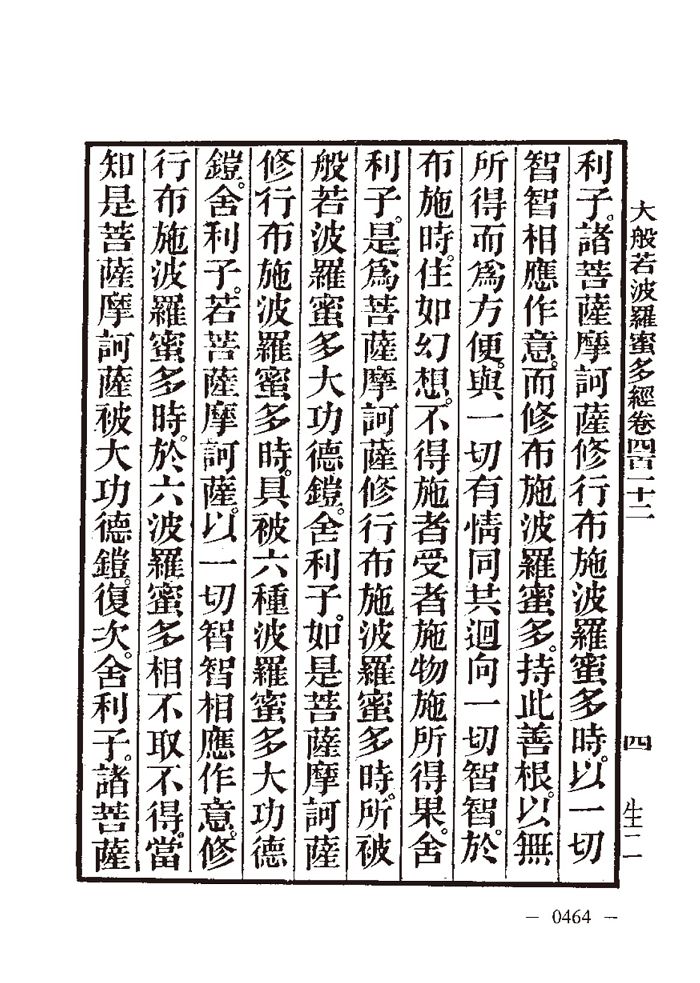 大般若波羅蜜多經卷四百一十二
四
生二
利子。諸菩薩摩訶薩修行布施波羅蜜多時。以一切
智智相應作意。而修布施波羅蜜多。持此善根。以無
所得而爲方便。與一切有情同共迴向一切智智。於
布施時。住如幻想。不得施者受者施物施所得果。舍
利子。是爲菩薩摩訶薩修行布施波羅蜜多時。所被
般若波羅蜜多大功德鎧。舍利子。如是菩薩摩訶薩
修行布施波羅蜜多時。具被六種波羅蜜多大功德
鎧。舍利子。若菩薩摩訶薩。以一切智智相應作意。修
行布施波羅蜜多時。於六波羅蜜多相不取不得。當
知是菩薩摩訶薩被大功德鎧。復次。舍利子。諸菩薩
— 0464 —